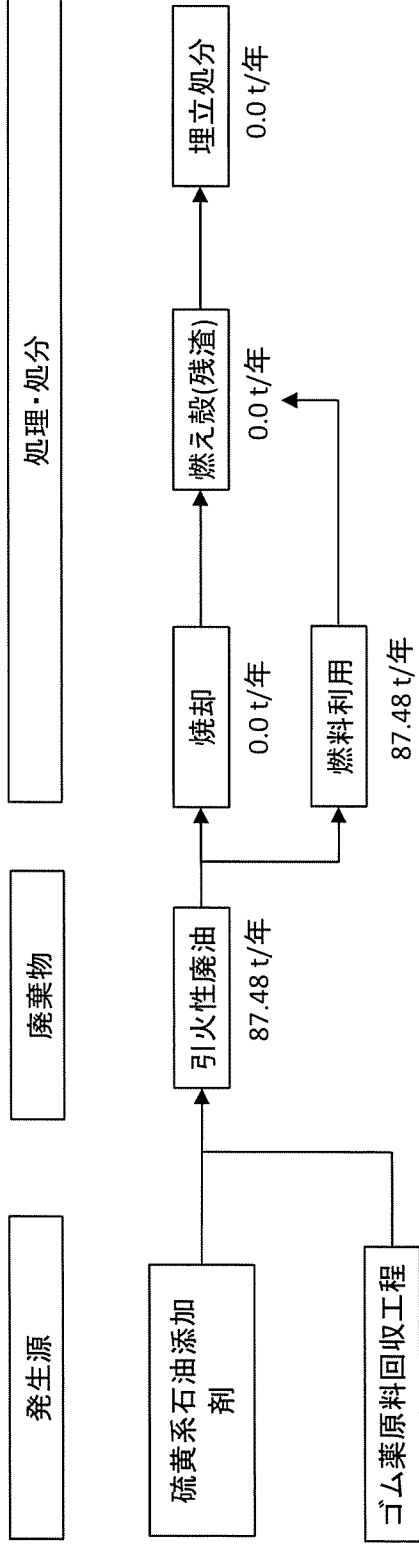 発生源
廃棄物
処理・処分
硫黄系石油添加
剤
ゴム薬原料回収工程
引火性廃油
87.48 t/年
焼却
0.0 t/年
燃料利用
87.48 t/年
燃え殻(残渣)
0.0 t/年
埋立処分
0.0 t/年